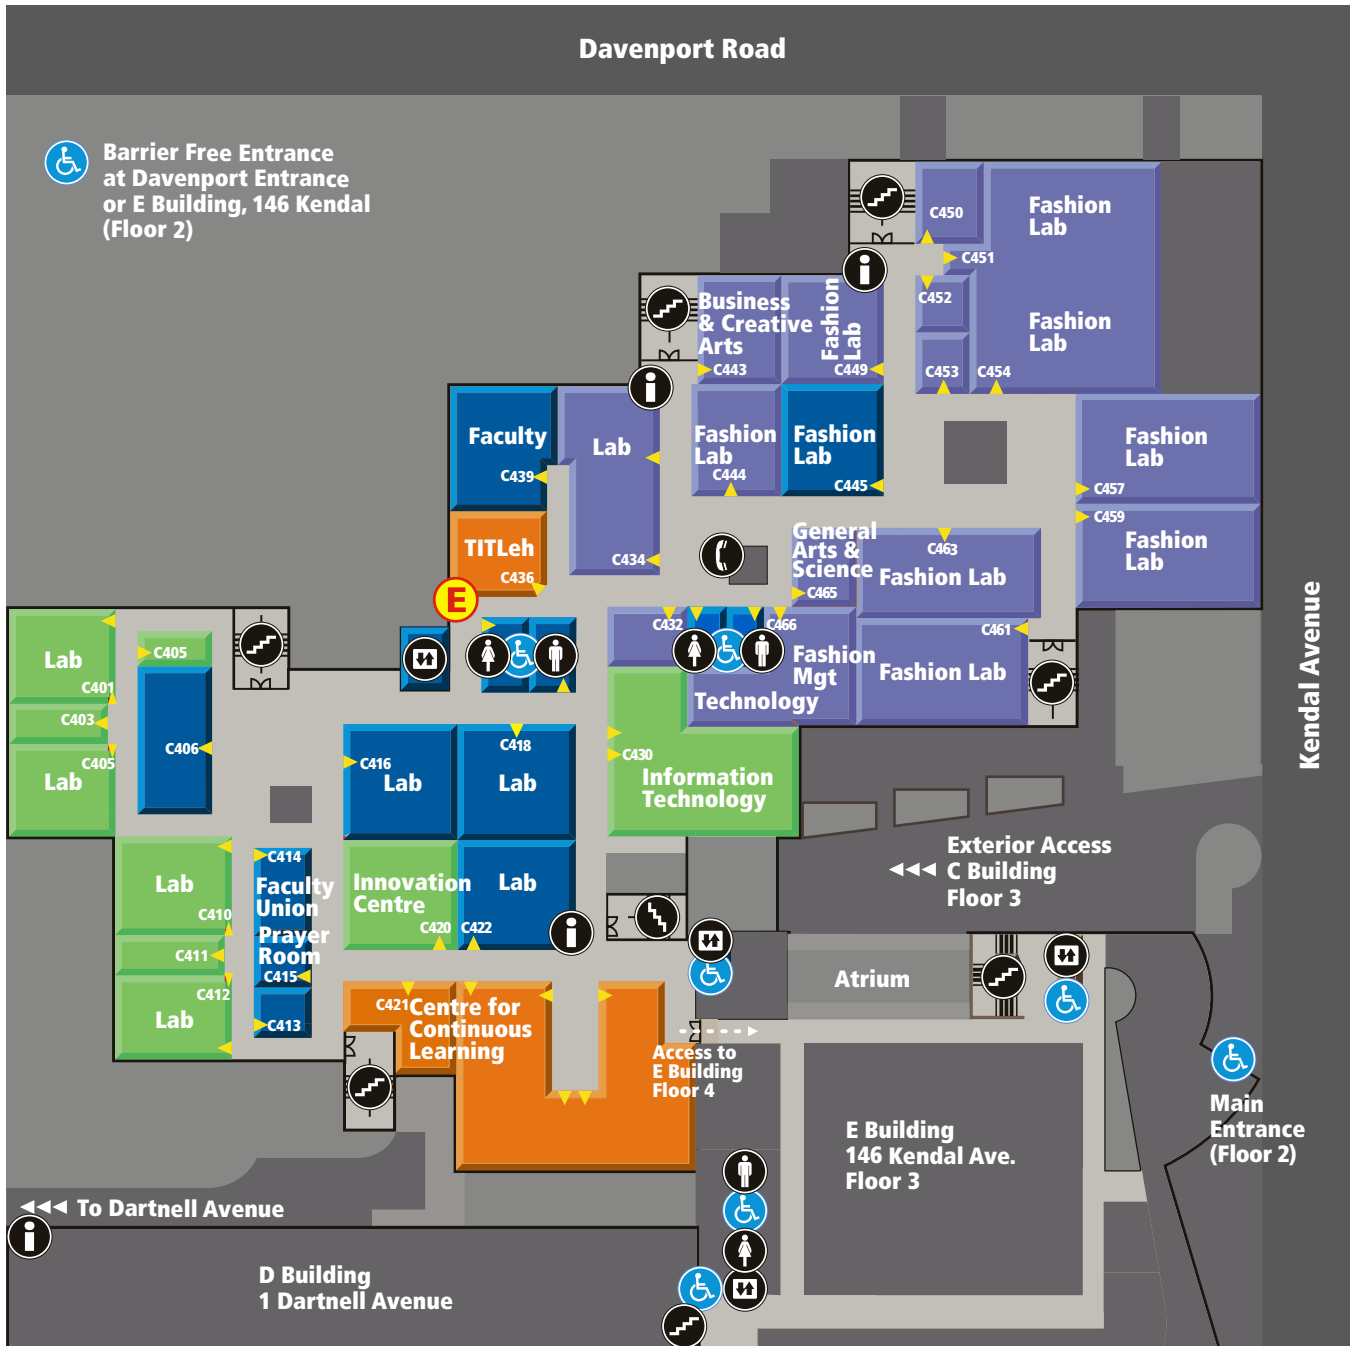 Davenport Road
Barrier Free Entrance
at Davenport Entrance
or E Building, 146 Kendal
(Floor 2)
C450
Fashion
Lab
C451
C452
Fashion
Lab
C453
C454
Business
& Creative
Arts
C443
Fashion
Lab
C449
Faculty
C439
Lab
C434
Fashion
Lab
C444
Fashion
Lab
C445
Fashion
Lab
C457
C459
Fashion
Lab
TITLeh
C436
E
General
Arts &
Science
C465
C463
Fashion Lab
C461
Fashion Lab
C432
C466
Fashion
Mgt
Technology
C430
Information
Technology
Kendal Avenue
Lab
C401
C403
C405
Lab
C405
C406
C416
Lab
C418
Lab
Innovation
Centre
C420
Lab
C422
Lab
C410
C411
C412
Lab
C414
Faculty
Union
Prayer
Room
C415
C413
C421
Centre for
Continuous
Learning
Exterior Access
C Building
Floor 3
Atrium
Access to
E Building
Floor 4
E Building
146 Kendal Ave.
Floor 3
Main
Entrance
(Floor 2)
To Dartnell Avenue
D Building
1 Dartnell Avenue